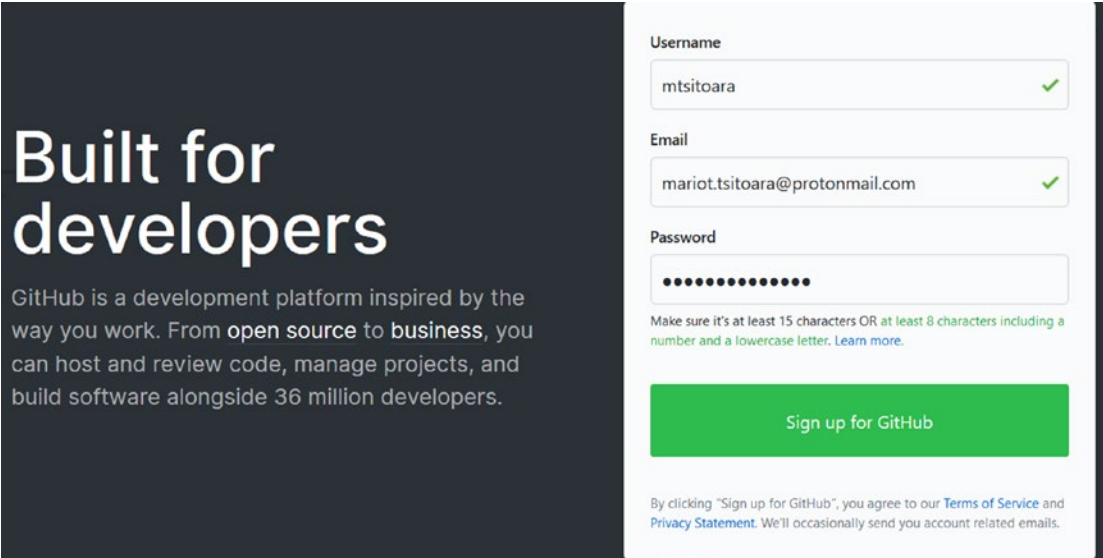 Built for
developers
GitHub is a development platform inspired by the
way you work. From open source to business, you
can host and review code, manage projects, and
build software alongside 36 million developers.
Username
mtsitoara
Email
mariot.tsitoara@protonmail.com
Password
••••••••••••••
Make sure it's at least 15 characters OR at least 8 characters including a
number and a lowercase letter. Learn more.
Sign up for GitHub
By clicking "Sign up for GitHub", you agree to our Terms of Service and
Privacy Statement. We'll occasionally send you account related emails.